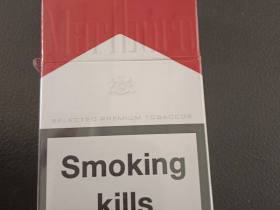 Marlboro
SELECTED PREMIUM TOBACCOS
Smoking
kills